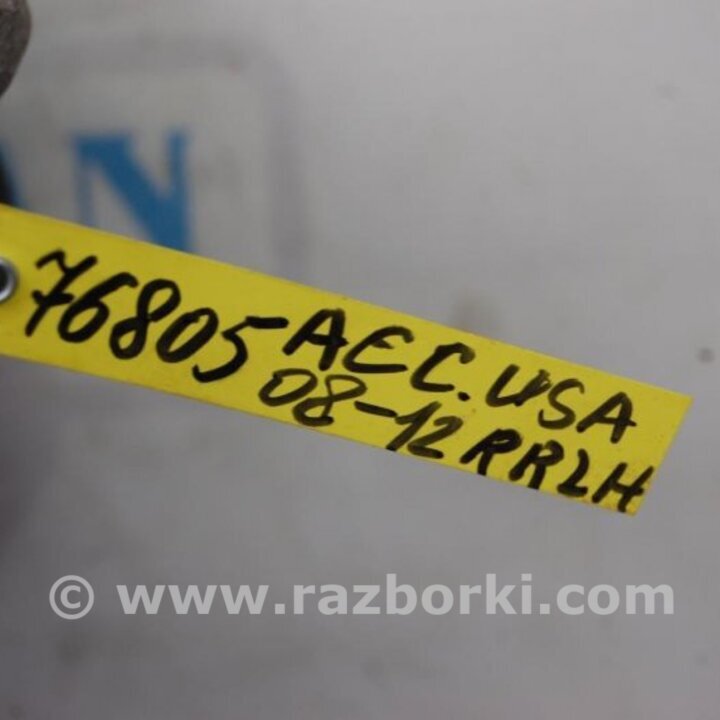 N
76805 AEC.USA
08-12 RRLH
© www.razborki.com